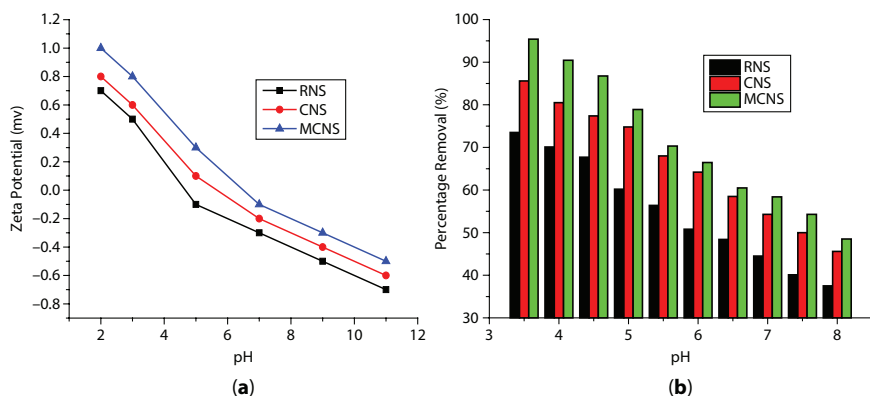 1.2
1.0
0.8
0.6
0.4
0.2
0.0
−0.2
−0.4
−0.6
−0.8
Zeta Potential (mv)
RNS
CNS
MCNS
2 4 6 8 10 12
pH
(a)
100
90
80
70
60
50
40
30
Percentage Removal (%)
RNS
CNS
MCNS
3 4 5 6 7 8
pH
(b)